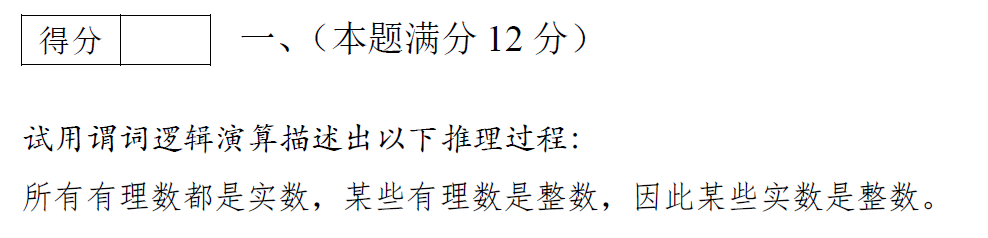 得分 一、（本题满分 12 分）
试用谓词逻辑演算描述出以下推理过程：
所有有理数都是实数，某些有理数是整数，因此某些实数是整数。